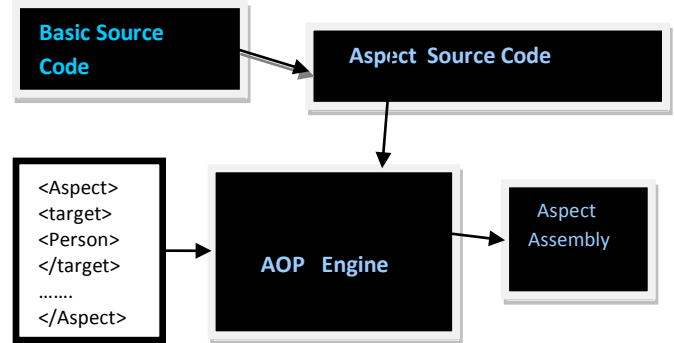 Basic Source
Code
Aspect Source Code
<Aspect>
<target>
<Person>
</target>
.......
</Aspect>
AOP Engine
Aspect
Assembly